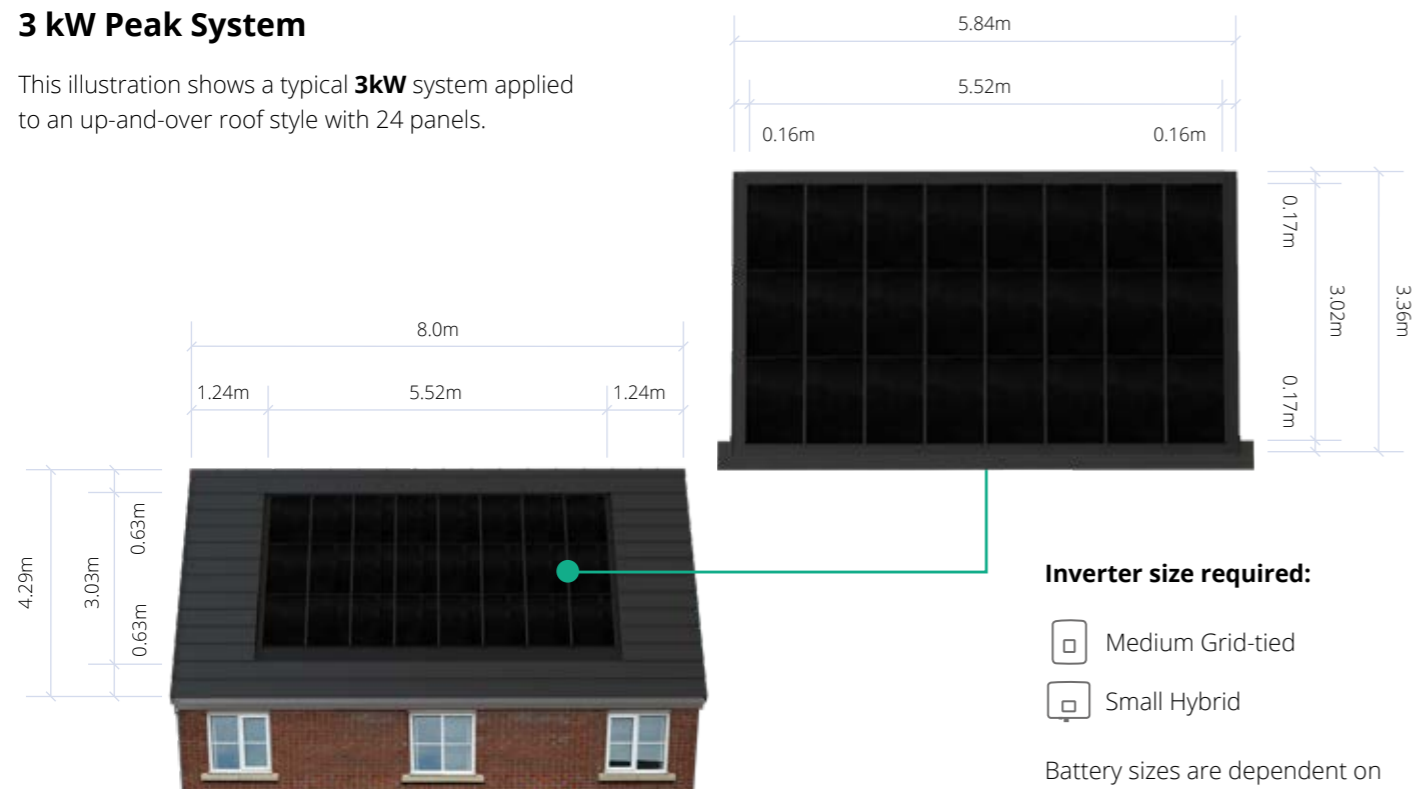 3 kW Peak System
This illustration shows a typical 3kW system applied
to an up-and-over roof style with 24 panels.
5.84m
5.52m
0.16m 0.16m
0.17m
3.02m
3.36m
0.17m
8.0m
1.24m 5.52m 1.24m
4.29m
3.03m
0.63m
0.63m
Inverter size required:
Medium Grid-tied
Small Hybrid
Battery sizes are dependent on